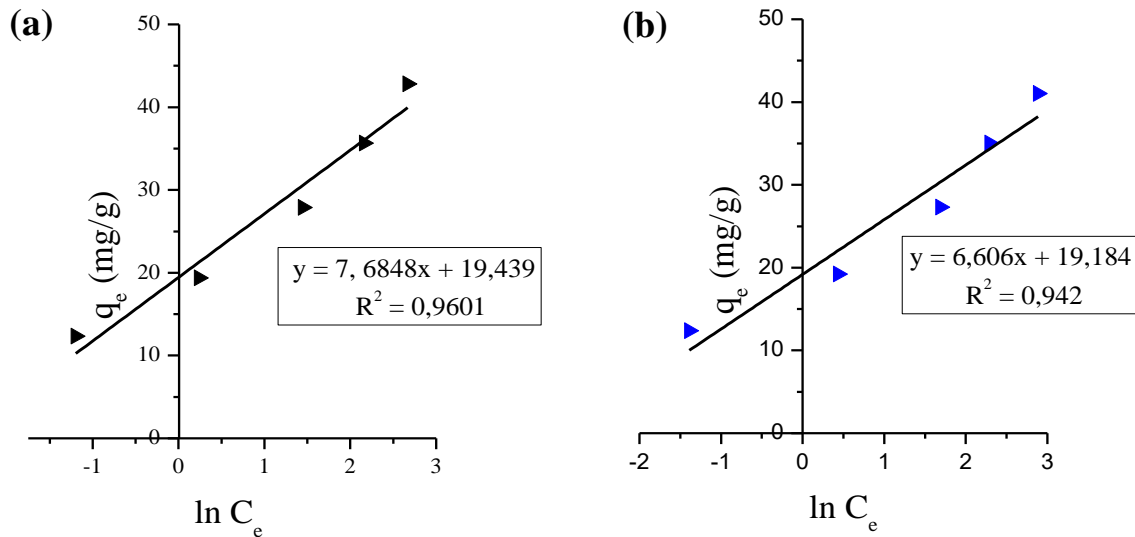 (a)
50
40
30
20
10
0
q_e (mg/g)
y = 7, 6848x + 19,439
R² = 0,9601
-1 0 1 2 3
ln C_e
(b)
50
40
30
20
10
0
q_e (mg/g)
y = 6,606x + 19,184
R² = 0,942
-2 -1 0 1 2 3
ln C_e